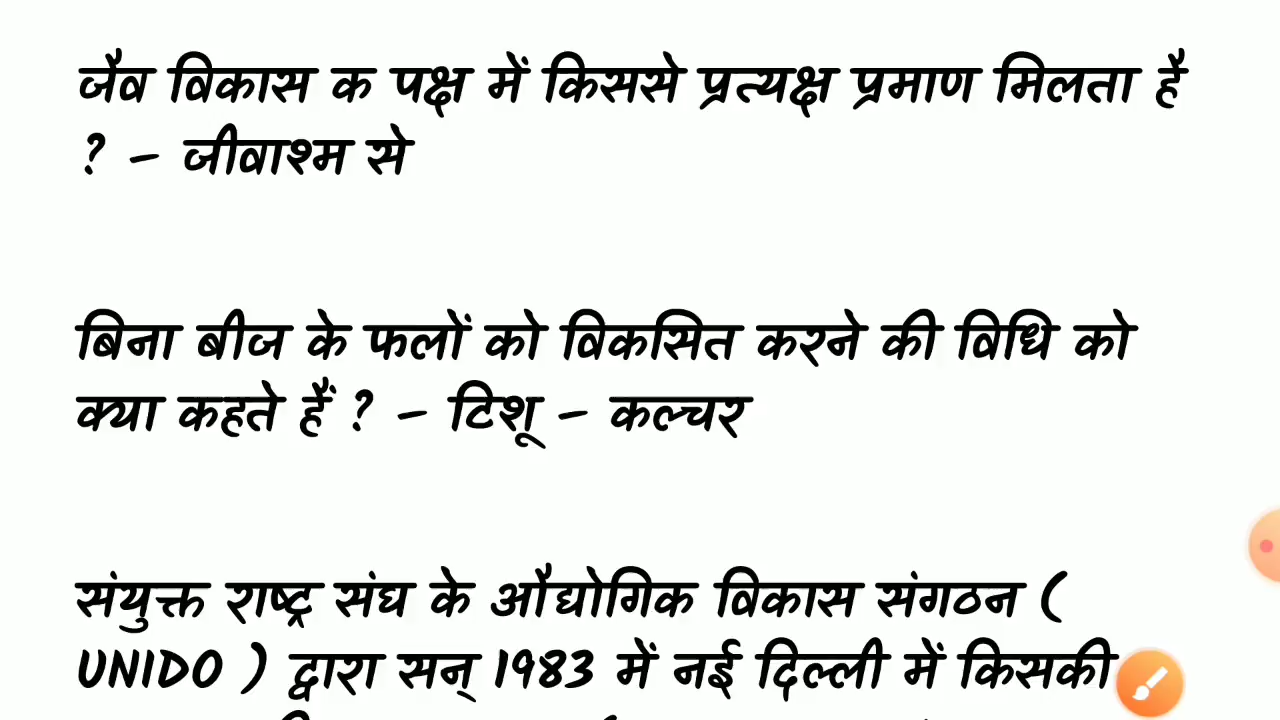 जैव विकास क पक्ष में किससे प्रत्यक्ष प्रमाण मिलता है
? – जीवाश्म से
बिना बीज के फलों को विकसित करने की विधि को
क्या कहते हैं ? – टिशू – कल्चर
संयुक्त राष्ट्र संघ के औद्योगिक विकास संगठन (
UNIDO ) द्वारा सन् 1983 में नई दिल्ली में किसकी